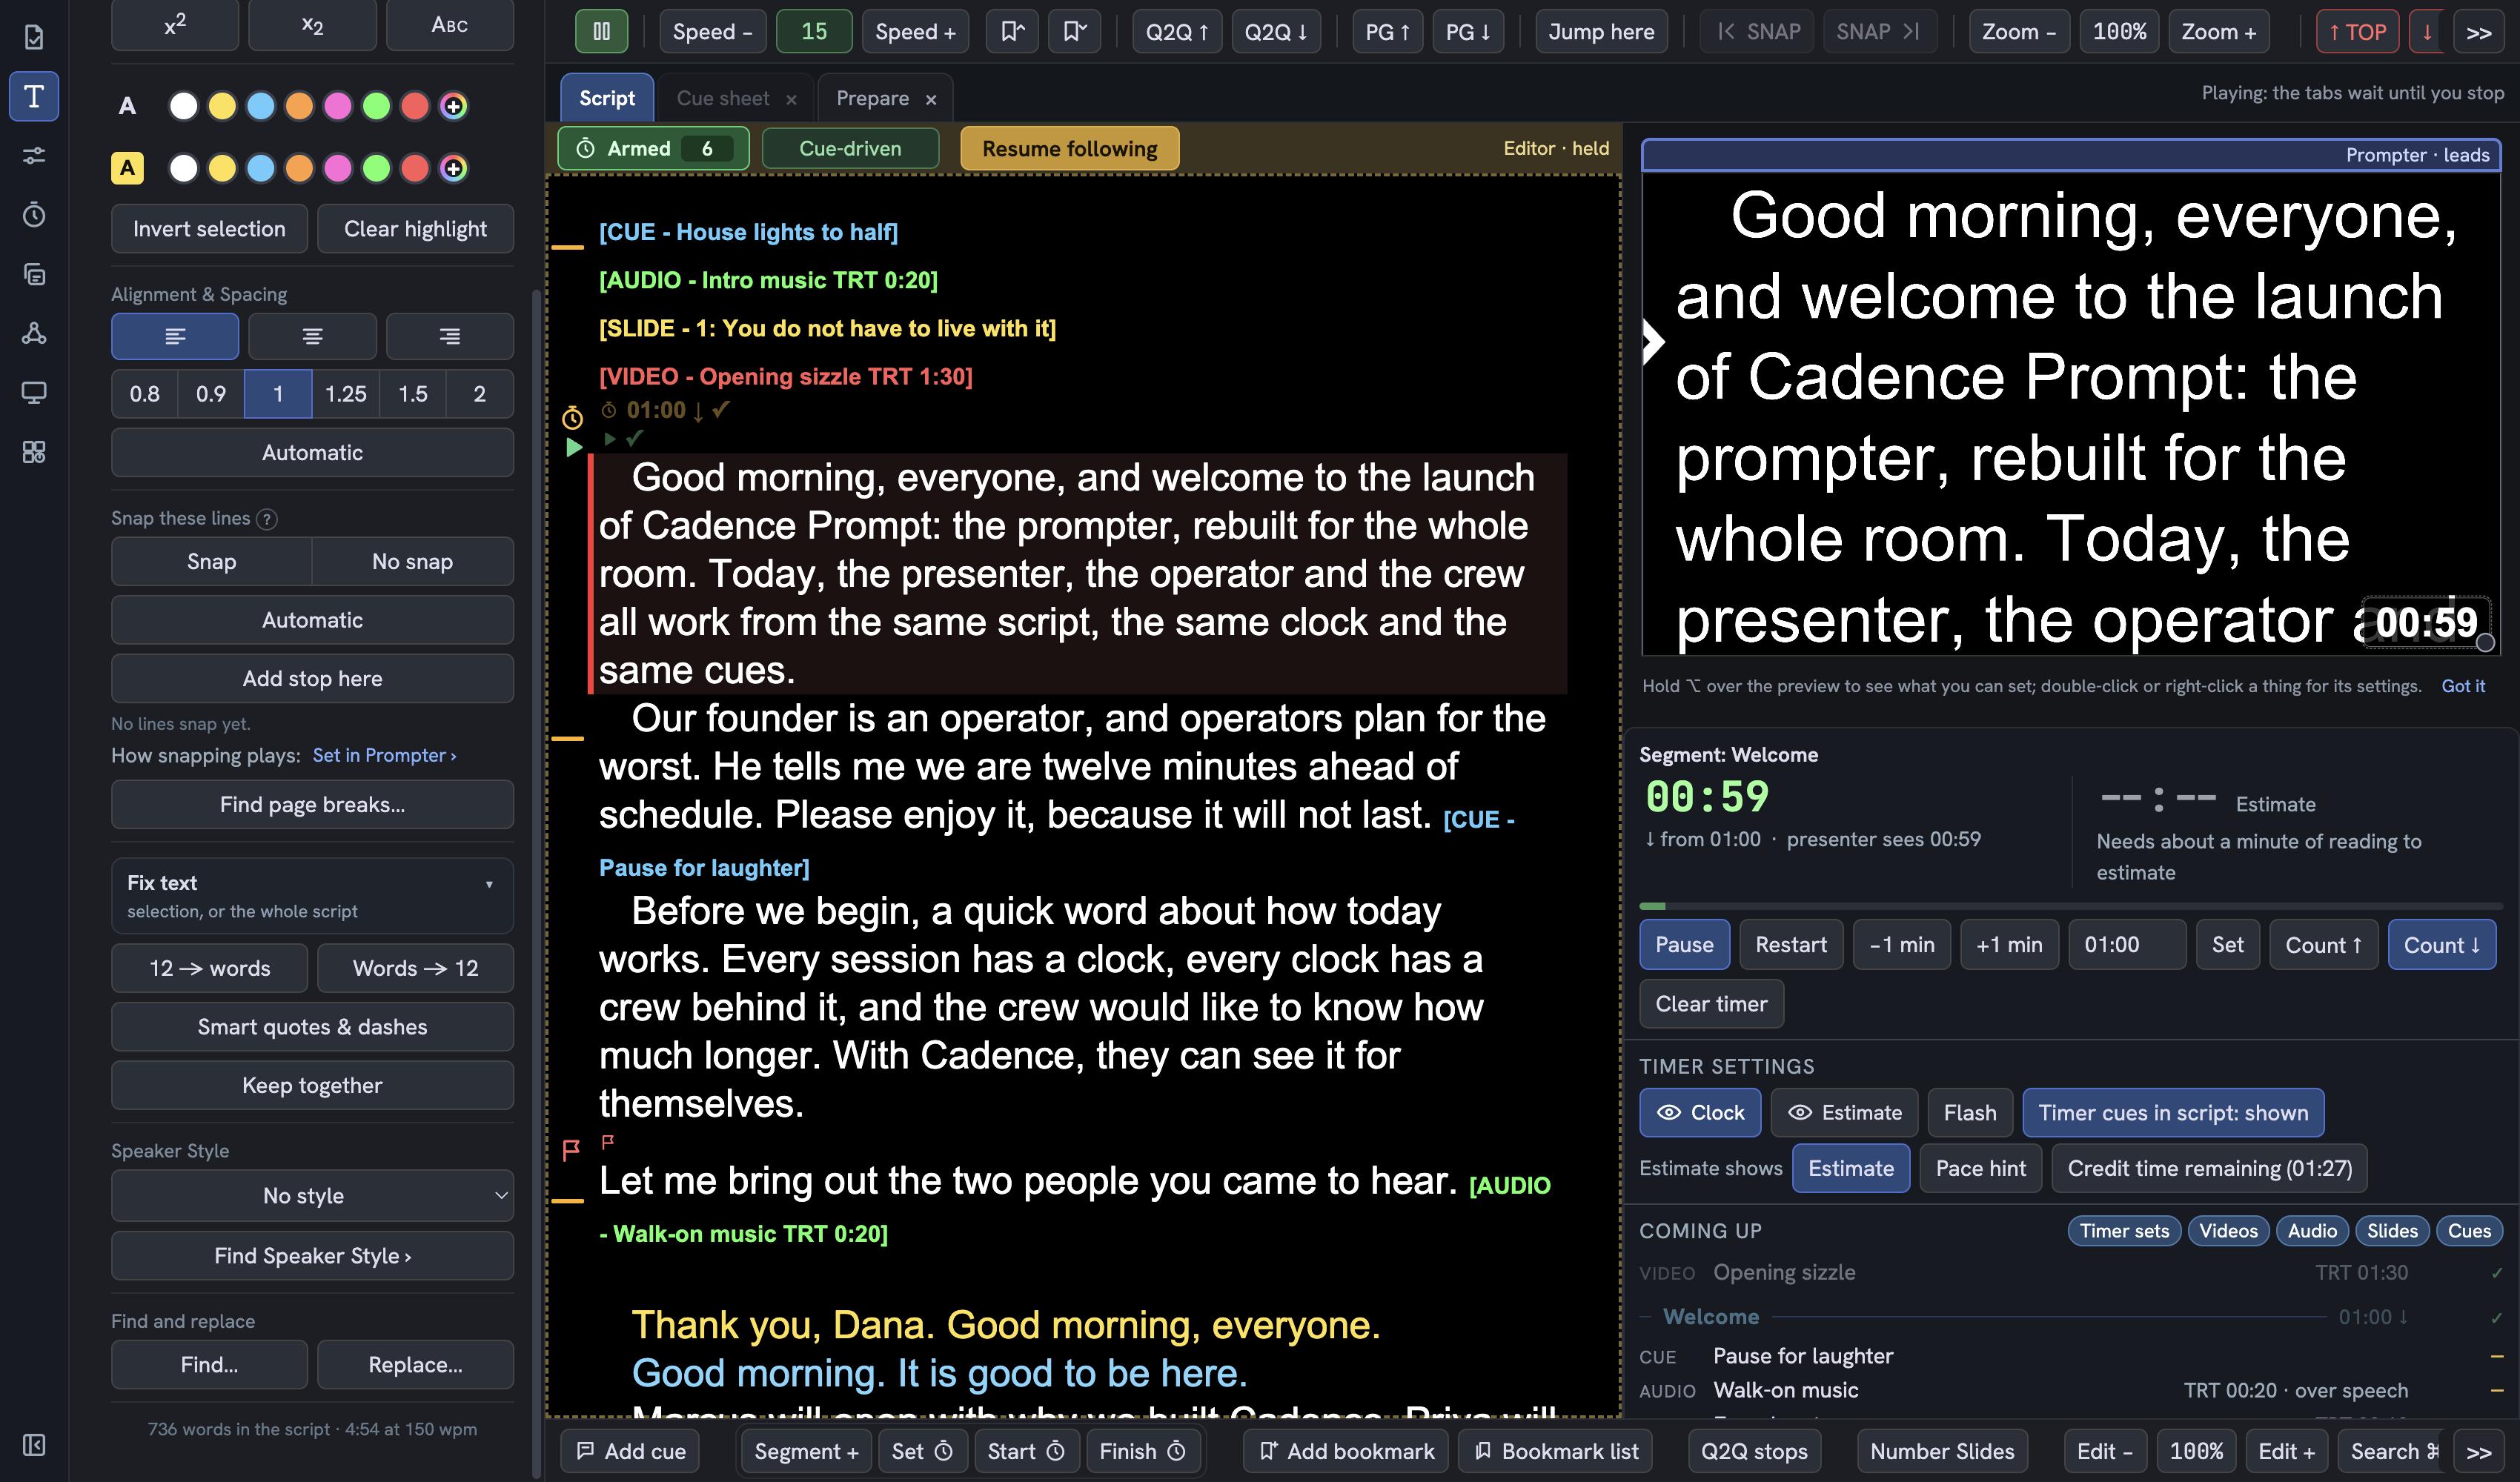 x² x₂ ABC
A
A
Invert selection Clear highlight
Alignment & Spacing
0.8 0.9 1 1.25 1.5 2
Automatic
Snap these lines ?
Snap No snap
Automatic
Add stop here
No lines snap yet.
How snapping plays: Set in Prompter ›
Find page breaks...
Fix text
selection, or the whole script
12 → words Words → 12
Smart quotes & dashes
Keep together
Speaker Style
No style
Find Speaker Style ›
Find and replace
Find... Replace...
736 words in the script · 4:54 at 150 wpm
Speed – 15 Speed + Q2Q ↑ Q2Q ↓ PG ↑ PG ↓ Jump here SNAP SNAP Zoom – 100% Zoom + ↑ TOP ↓ >>
Script Cue sheet × Prepare × Playing: the tabs wait until you stop
Armed 6 Cue-driven Resume following Editor · held
[CUE - House lights to half]
[AUDIO - Intro music TRT 0:20]
[SLIDE - 1: You do not have to live with it]
[VIDEO - Opening sizzle TRT 1:30]
01:00 ↓ ✓
Good morning, everyone, and welcome to the launch
of Cadence Prompt: the prompter, rebuilt for the whole
room. Today, the presenter, the operator and the crew
all work from the same script, the same clock and the
same cues.
Our founder is an operator, and operators plan for the
worst. He tells me we are twelve minutes ahead of
schedule. Please enjoy it, because it will not last. [CUE -
Pause for laughter]
Before we begin, a quick word about how today
works. Every session has a clock, every clock has a
crew behind it, and the crew would like to know how
much longer. With Cadence, they can see it for
themselves.
Let me bring out the two people you came to hear. [AUDIO
- Walk-on music TRT 0:20]
Thank you, Dana. Good morning, everyone.
Good morning. It is good to be here.
Marcus will open with why we built Cadence. Priya will
Prompter · leads
Good morning, everyone,
and welcome to the launch
of Cadence Prompt: the
prompter, rebuilt for the
whole room. Today, the
presenter, the operator and
00:59
Hold ⌥ over the preview to see what you can set; double-click or right-click a thing for its settings. Got it
Segment: Welcome
00:59
↓ from 01:00 · presenter sees 00:59
--:-- Estimate
Needs about a minute of reading to
estimate
Pause Restart –1 min +1 min 01:00 Set Count ↑ Count ↓
Clear timer
TIMER SETTINGS
Clock Estimate Flash Timer cues in script: shown
Estimate shows Estimate Pace hint Credit time remaining (01:27)
COMING UP Timer sets Videos Audio Slides Cues
VIDEO Opening sizzle TRT 01:30 ✓
Welcome 01:00 ↓ ✓
CUE Pause for laughter –
AUDIO Walk-on music TRT 00:20 · over speech –
Add cue Segment + Set Start Finish Add bookmark Bookmark list Q2Q stops Number Slides Edit – 100% Edit + Search ⌘ >>